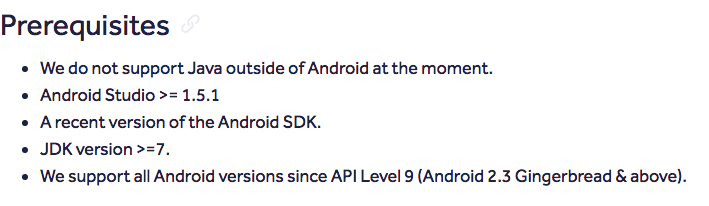 Prerequisites
• We do not support Java outside of Android at the moment.
• Android Studio >= 1.5.1
• A recent version of the Android SDK.
• JDK version >=7.
• We support all Android versions since API Level 9 (Android 2.3 Gingerbread & above).